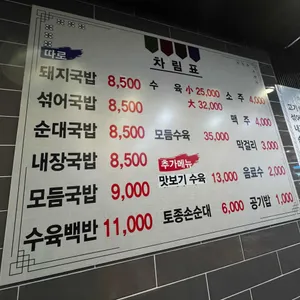 차림표
따로
돼지국밥 8,500
섞어국밥 8,500
순대국밥 8,500
내장국밥 8,500
모듬국밥 9,000
수육백반 11,000
수 육 小 25,000
大 32,000
모듬수육 35,000
추가메뉴
맛보기 수육 13,000
토종손순대 6,000
소 주 4,000
맥 주 4,000
막걸리 3,000
음료수 2,000
공기밥 1,000